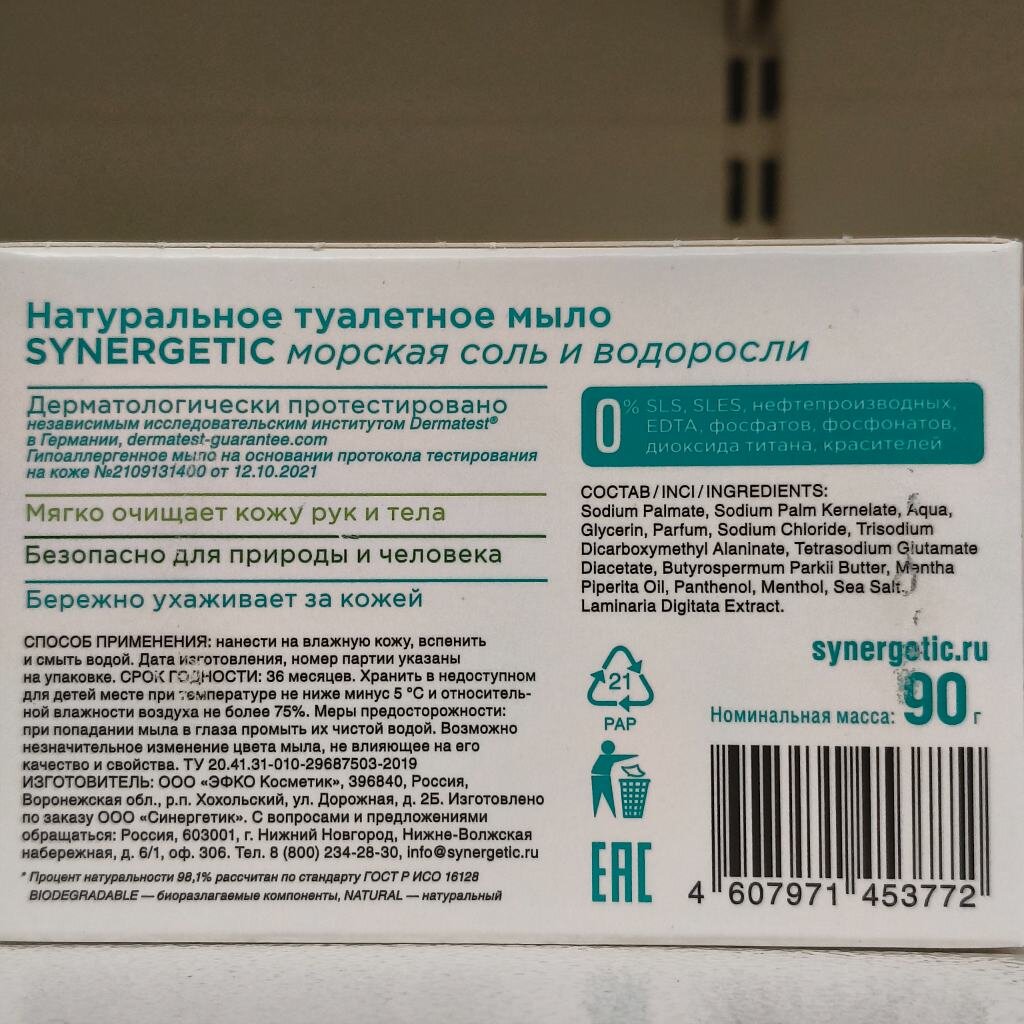 Натуральное туалетное мыло
SYNERGETIC морская соль и водоросли
Дерматологически протестировано
независимым исследовательским институтом Dermatest®
в Германии, dermatest-guarantee.com
Гипоаллергенное мыло на основании протокола тестирования
на коже №2109131400 от 12.10.2021
Мягко очищает кожу рук и тела
Безопасно для природы и человека
Бережно ухаживает за кожей
СПОСОБ ПРИМЕНЕНИЯ: нанести на влажную кожу, вспенить
и смыть водой. Дата изготовления, номер партии указаны
на упаковке. СРОК ГОДНОСТИ: 36 месяцев. Хранить в недоступном
для детей месте при температуре не ниже минус 5 °C и относитель-
ной влажности воздуха не более 75%. Меры предосторожности:
при попадании мыла в глаза промыть их чистой водой. Возможно
незначительное изменение цвета мыла, не влияющее на его
качество и свойства. ТУ 20.41.31-010-29687503-2019
ИЗГОТОВИТЕЛЬ: ООО «ЭФКО Косметик», 396840, Россия,
Воронежская обл., р.п. Хохольский, ул. Дорожная, д. 2Б. Изготовлено
по заказу ООО «Синергетик». С вопросами и предложениями
обращаться: Россия, 603001, г. Нижний Новгород, Нижне-Волжская
набережная, д. 6/1, оф. 306. Тел. 8 (800) 234-28-30, info@synergetic.ru
* Процент натуральности 98,1% рассчитан по стандарту ГОСТ Р ИСО 16128
BIODEGRADABLE — биоразлагаемые компоненты, NATURAL — натуральный
0% SLS, SLES, нефтепроизводных,
EDTA, фосфатов, фосфонатов,
диоксида титана, красителей
СОСТАВ / INCI / INGREDIENTS:
Sodium Palmate, Sodium Palm Kernelate, Aqua,
Glycerin, Parfum, Sodium Chloride, Trisodium
Dicarboxymethyl Alaninate, Tetrasodium Glutamate
Diacetate, Butyrospermum Parkii Butter, Mentha
Piperita Oil, Panthenol, Menthol, Sea Salt,
Laminaria Digitata Extract.
synergetic.ru
21
PAP
Номинальная масса: 90 г
EAC
4 607971 453772